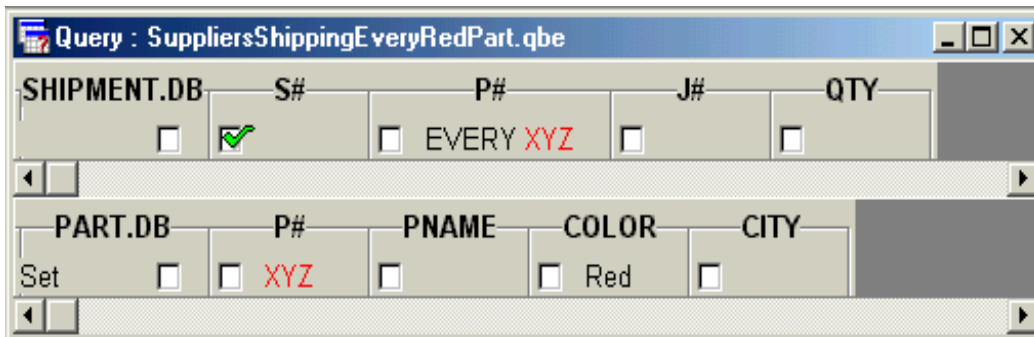 Query : SuppliersShippingEveryRedPart.qbe
SHIPMENT.DB S# P# J# QTY
EVERY XYZ
PART.DB P# PNAME COLOR CITY
Set XYZ Red